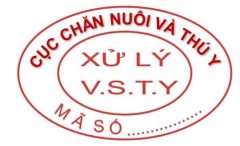 CỤC CHĂN NUÔI VÀ THÚ Y
XỬ LÝ
V.S.T.Y
MÃ SỐ ...............